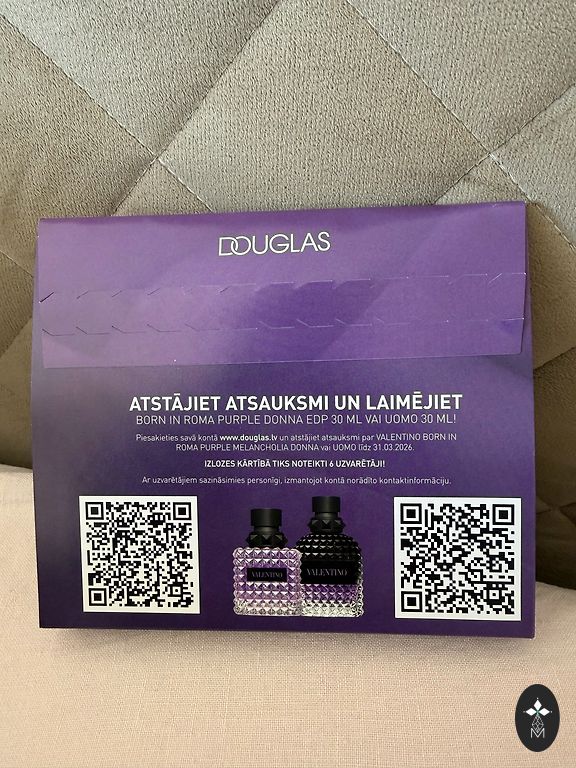 DOUGLAS
ATSTĀJIET ATSAUKSMI UN LAIMĒJIET
BORN IN ROMA PURPLE DONNA EDP 30 ML VAI UOMO 30 ML!
Piesakieties savā kontā www.douglas.lv un atstājiet atsauksmi par VALENTINO BORN IN
ROMA PURPLE MELANCHOLIA DONNA vai UOMO līdz 31.03.2026.
IZLOZES KĀRTĪBĀ TIKS NOTEIKTI 6 UZVARĒTĀJI!
Ar uzvarētājiem sazināsimies personīgi, izmantojot kontā norādīto kontaktinformāciju.
VALENTINO
VALENTINO
M